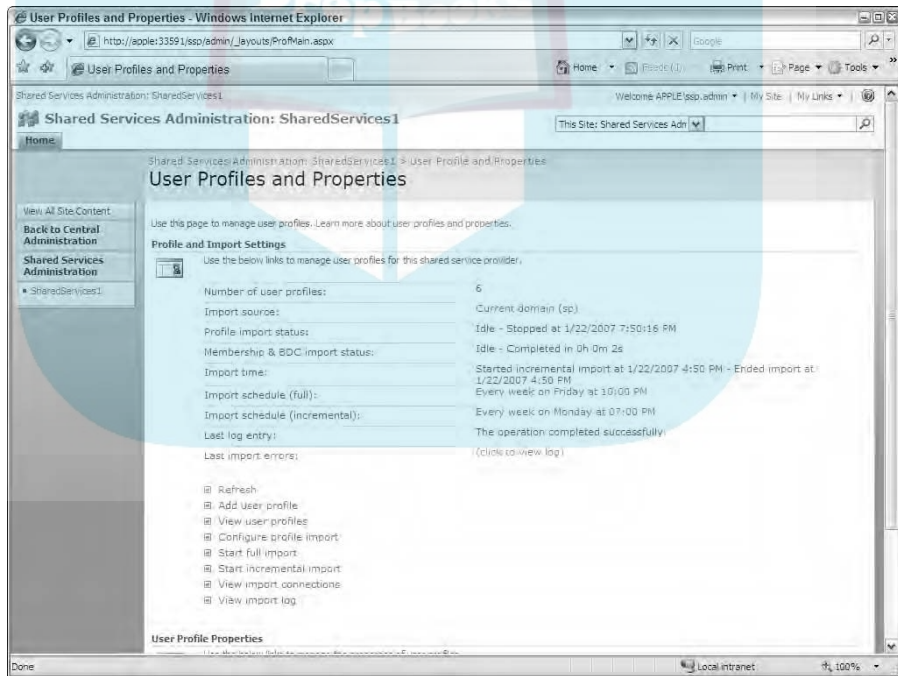 User Profiles and Properties - Windows Internet Explorer
http://apple:33591/ssp/admin/_layouts/ProfMain.aspx
Google
User Profiles and Properties
Home
Print
Page
Tools
Shared Services Administration: SharedServices1
Welcome APPLE\ssp.admin
My Site
My Links
Shared Services Administration: SharedServices1
This Site: Shared Services Adm
Home
Shared Services Administration: SharedServices1 > User Profile and Properties
User Profiles and Properties
View All Site Content
Back to Central
Administration
Shared Services
Administration
SharedServices1
Use this page to manage user profiles. Learn more about user profiles and properties.
Profile and Import Settings
Use the below links to manage user profiles for this shared service provider.
Number of user profiles: 6
Import source: Current domain (sp)
Profile import status: Idle - Stopped at 1/22/2007 7:50:16 PM
Membership & BDC import status: Idle - Completed in 0h 0m 2s
Import time: Started incremental import at 1/22/2007 4:50 PM - Ended import at
1/22/2007 4:50 PM
Import schedule (full): Every week on Friday at 10:00 PM
Import schedule (incremental): Every week on Monday at 07:00 PM
Last log entry: The operation completed successfully.
Last import errors: (click to view log)
Refresh
Add user profile
View user profiles
Configure profile import
Start full import
Start incremental import
View import connections
View import log
User Profile Properties
Use the below links to manage the properties of user profiles.
Done
Local intranet
100%